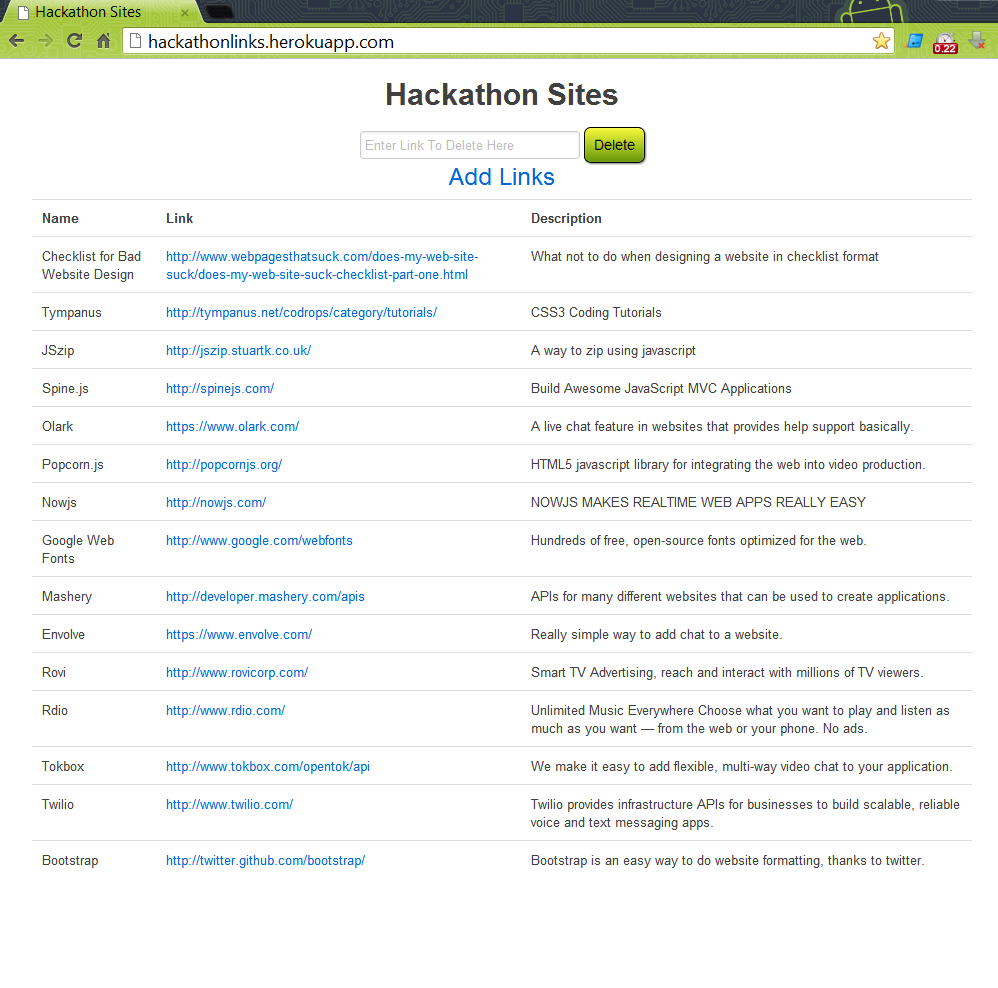 Hackathon Sites
hackathonlinks.herokuapp.com
0.22
Hackathon Sites
Enter Link To Delete Here Delete
Add Links
Name Link Description
Checklist for Bad http://www.webpagesthatsuck.com/does-my-web-site- What not to do when designing a website in checklist format
Website Design suck/does-my-web-site-suck-checklist-part-one.html
Tympanus http://tympanus.net/codrops/category/tutorials/ CSS3 Coding Tutorials
JSzip http://jszip.stuartk.co.uk/ A way to zip using javascript
Spine.js http://spinejs.com/ Build Awesome JavaScript MVC Applications
Olark https://www.olark.com/ A live chat feature in websites that provides help support basically.
Popcorn.js http://popcornjs.org/ HTML5 javascript library for integrating the web into video production.
Nowjs http://nowjs.com/ NOWJS MAKES REALTIME WEB APPS REALLY EASY
Google Web http://www.google.com/webfonts Hundreds of free, open-source fonts optimized for the web.
Fonts
Mashery http://developer.mashery.com/apis APIs for many different websites that can be used to create applications.
Envolve https://www.envolve.com/ Really simple way to add chat to a website.
Rovi http://www.rovicorp.com/ Smart TV Advertising, reach and interact with millions of TV viewers.
Rdio http://www.rdio.com/ Unlimited Music Everywhere Choose what you want to play and listen as
much as you want — from the web or your phone. No ads.
Tokbox http://www.tokbox.com/opentok/api We make it easy to add flexible, multi-way video chat to your application.
Twilio http://www.twilio.com/ Twilio provides infrastructure APIs for businesses to build scalable, reliable
voice and text messaging apps.
Bootstrap http://twitter.github.com/bootstrap/ Bootstrap is an easy way to do website formatting, thanks to twitter.